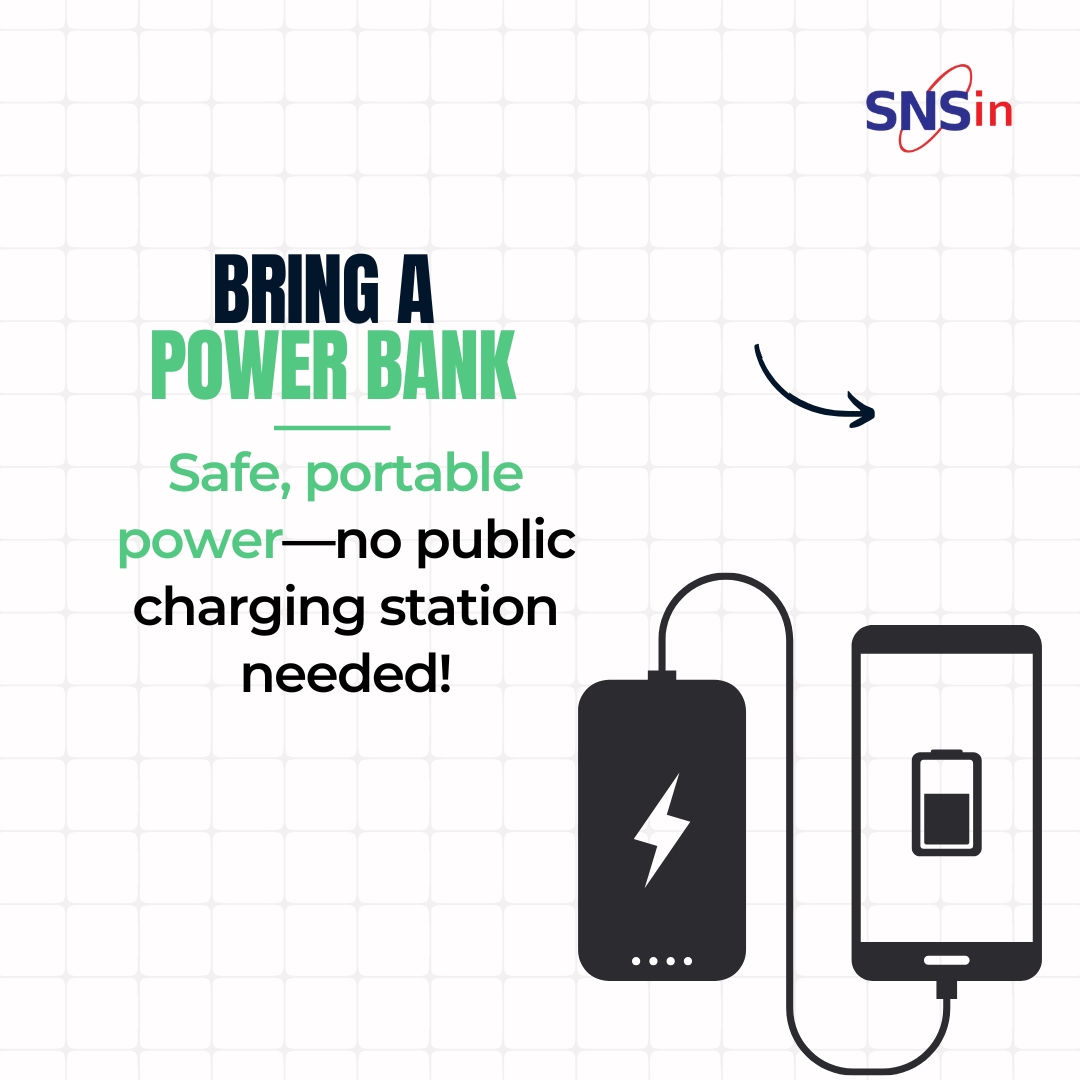 SNSin
BRING A
POWER BANK
Safe, portable
power—no public
charging station
needed!